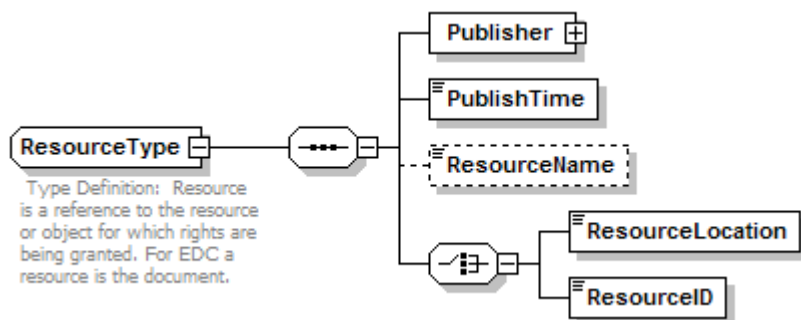 Publisher
PublishTime
ResourceType
ResourceName
Type Definition: Resource
is a reference to the resource
or object for which rights are
being granted. For EDC a
resource is the document.
ResourceLocation
ResourceID